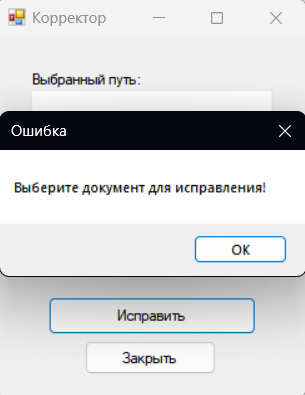 Корректор
Выбранный путь:
Ошибка
Выберите документ для исправления!
ОК
Исправить
Закрыть